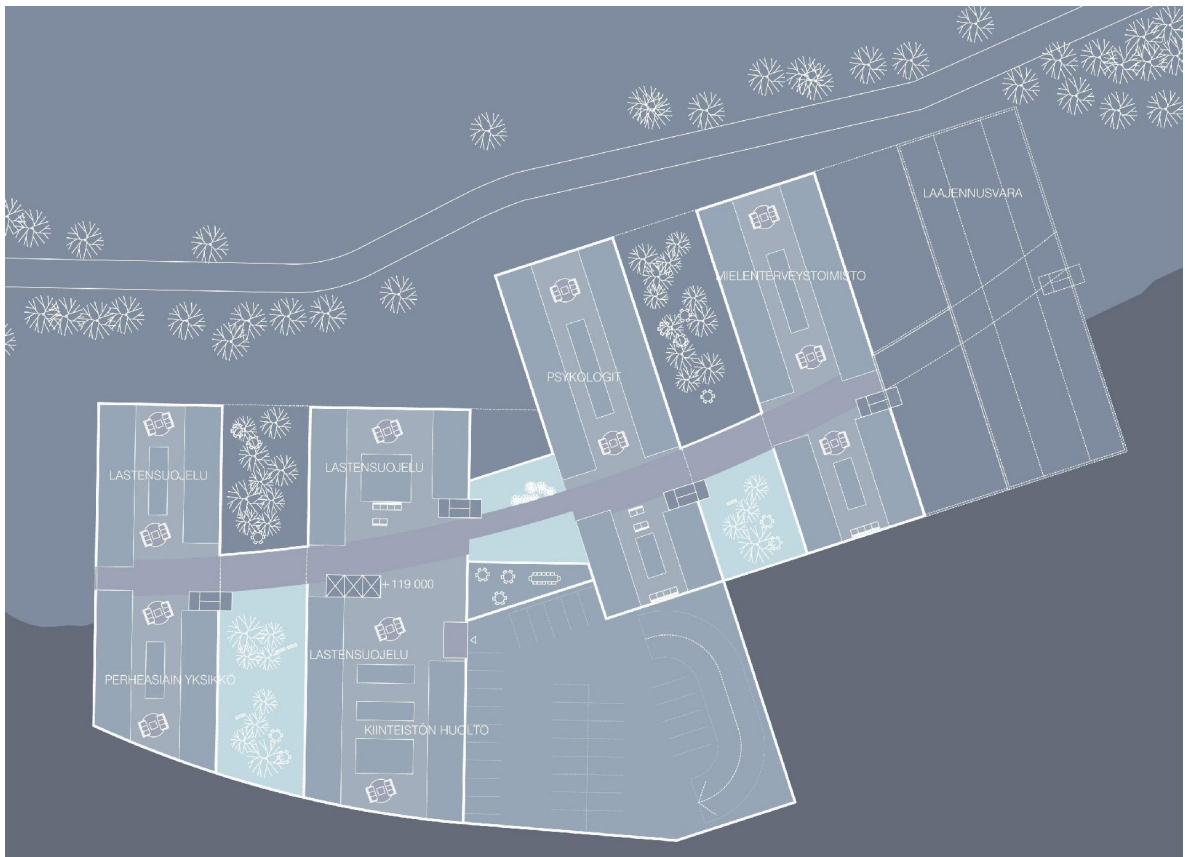 LAAJENNUSVARA
MIELENTERVEYSTOIMISTO
PSYKOLOGIT
LASTENSUOJELU
LASTENSUOJELU
+119 000
LASTENSUOJELU
PERHEASIAIN YKSIKKÖ
KIINTEISTÖN HUOLTO